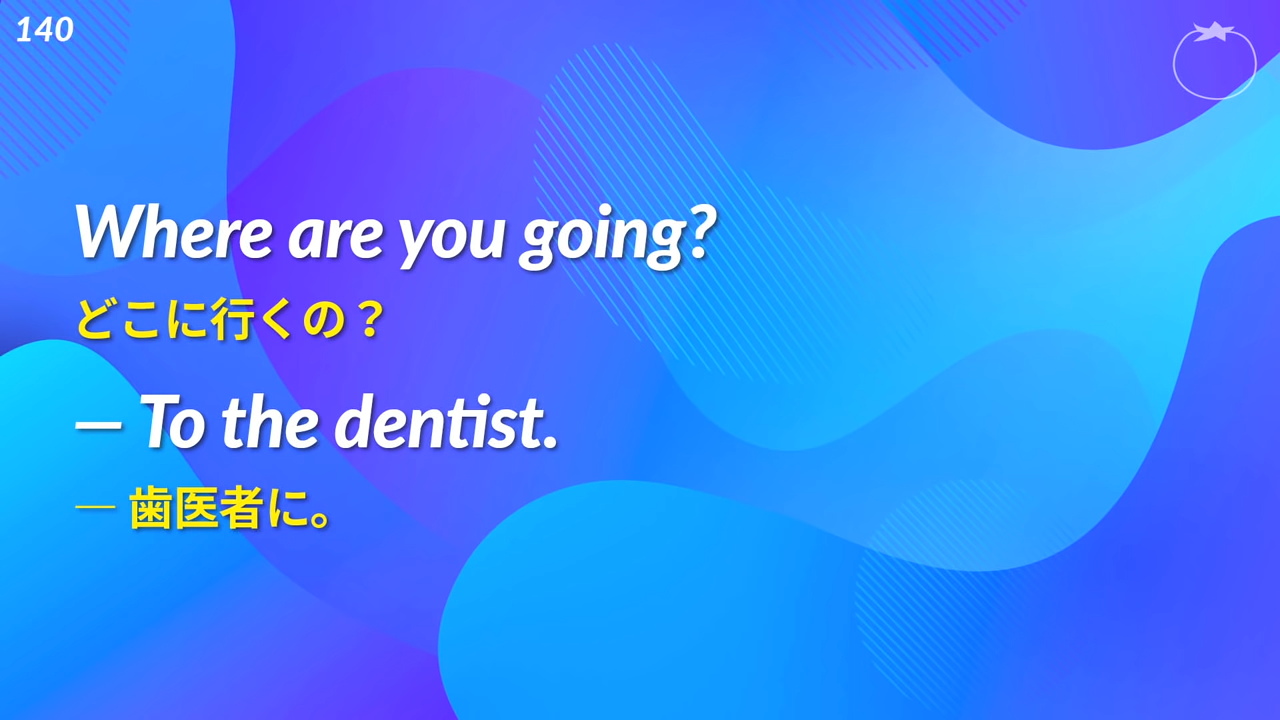 140
Where are you going?
どこに行くの？
— To the dentist.
— 歯医者に。